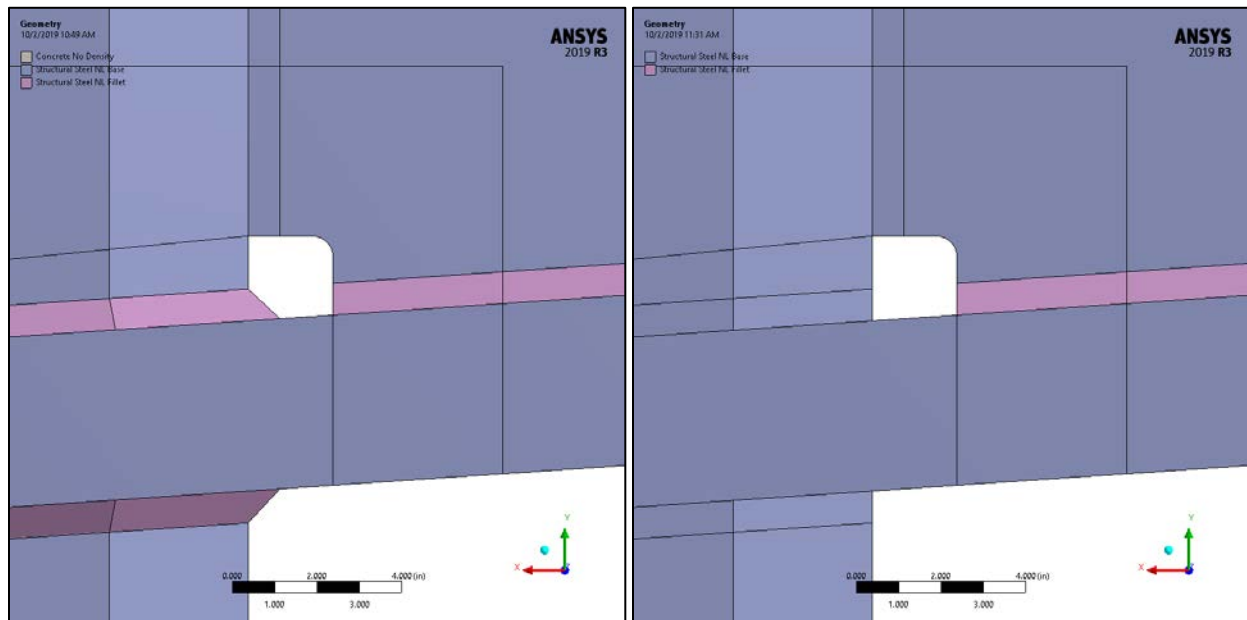 Geometry
10/2/2019 10:49 AM
Concrete No Density
Structural Steel NL Base
Structural Steel NL Fillet
ANSYS
2019 R3
Y
X
0.000 2.000 4.000 (in)
1.000 3.000
Geometry
10/2/2019 11:31 AM
Structural Steel NL Base
Structural Steel NL Fillet
ANSYS
2019 R3
Y
X
0.000 2.000 4.000 (in)
1.000 3.000